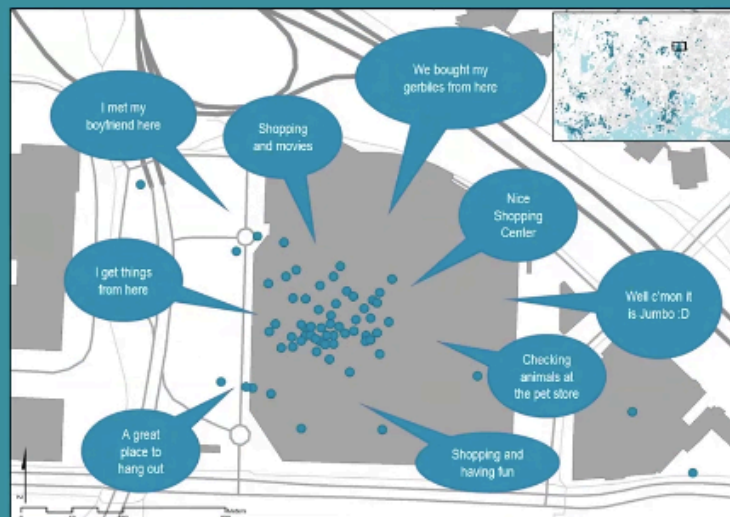 We bought my
gerbiles from here
I met my
boyfriend here
Shopping
and movies
Nice
Shopping
Center
I get things
from here
Well c'mon it
is Jumbo :D
Checking
animals at
the pet store
A great
place to
hang out
Shopping and
having fun